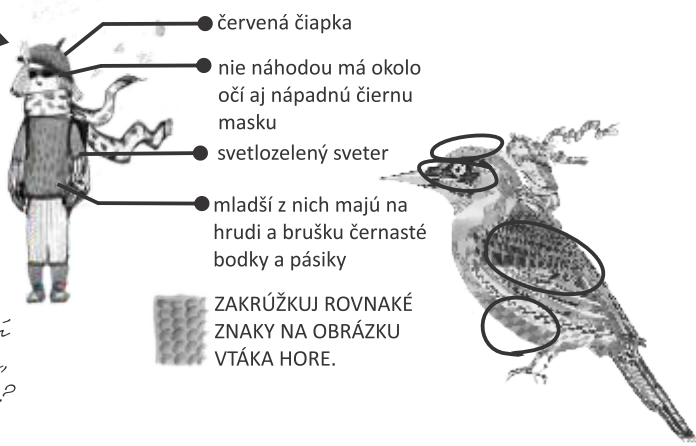 červená čiapka
nie náhodou má okolo
očí aj nápadnú čiernu
masku
svetlozelený sveter
mladší z nich majú na
hrudi a brušku černasté
bodky a pásiky
ZAKRÚŽKUJ ROVNAKÉ
ZNAKY NA OBRÁZKU
VTÁKA HORE.